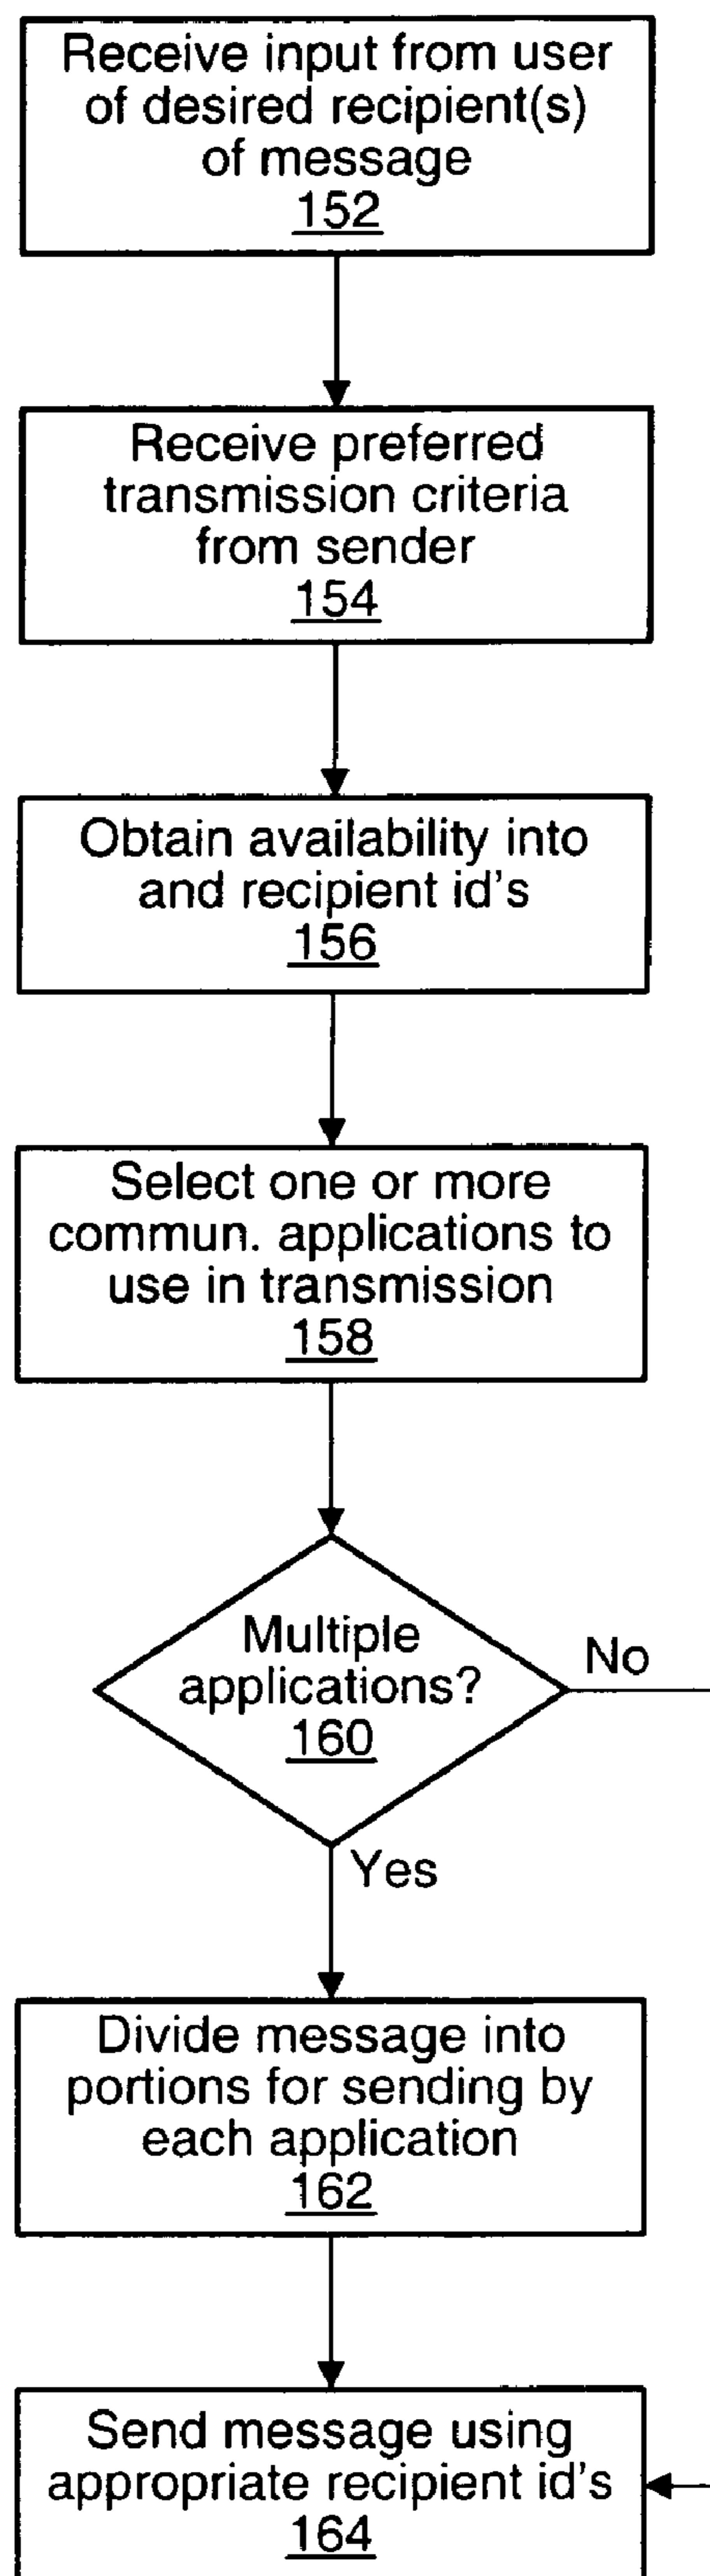 Receive input from user
of desired recipient(s)
of message
152
Receive preferred
transmission criteria
from sender
154
Obtain availability into
and recipient id's
156
Select one or more
commun. applications to
use in transmission
158
Multiple
applications?
160
No
Yes
Divide message into
portions for sending by
each application
162
Send message using
appropriate recipient id's
164